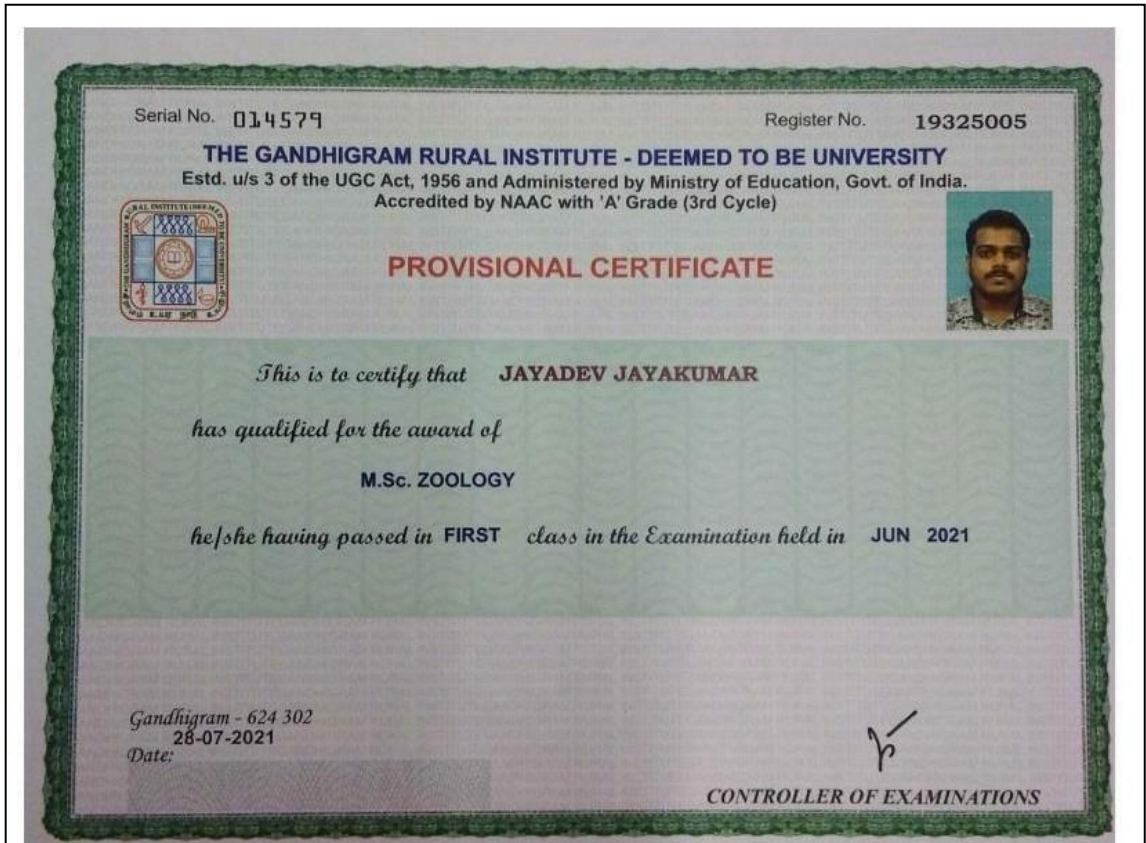 Serial No. 014579
Register No. 19325005
THE GANDHIGRAM RURAL INSTITUTE - DEEMED TO BE UNIVERSITY
Estd. u/s 3 of the UGC Act, 1956 and Administered by Ministry of Education, Govt. of India.
Accredited by NAAC with 'A' Grade (3rd Cycle)
PROVISIONAL CERTIFICATE
This is to certify that JAYADEV JAYAKUMAR
has qualified for the award of
M.Sc. ZOOLOGY
he/she having passed in FIRST class in the Examination held in JUN 2021
Gandhigram - 624 302
28-07-2021
Date:
CONTROLLER OF EXAMINATIONS